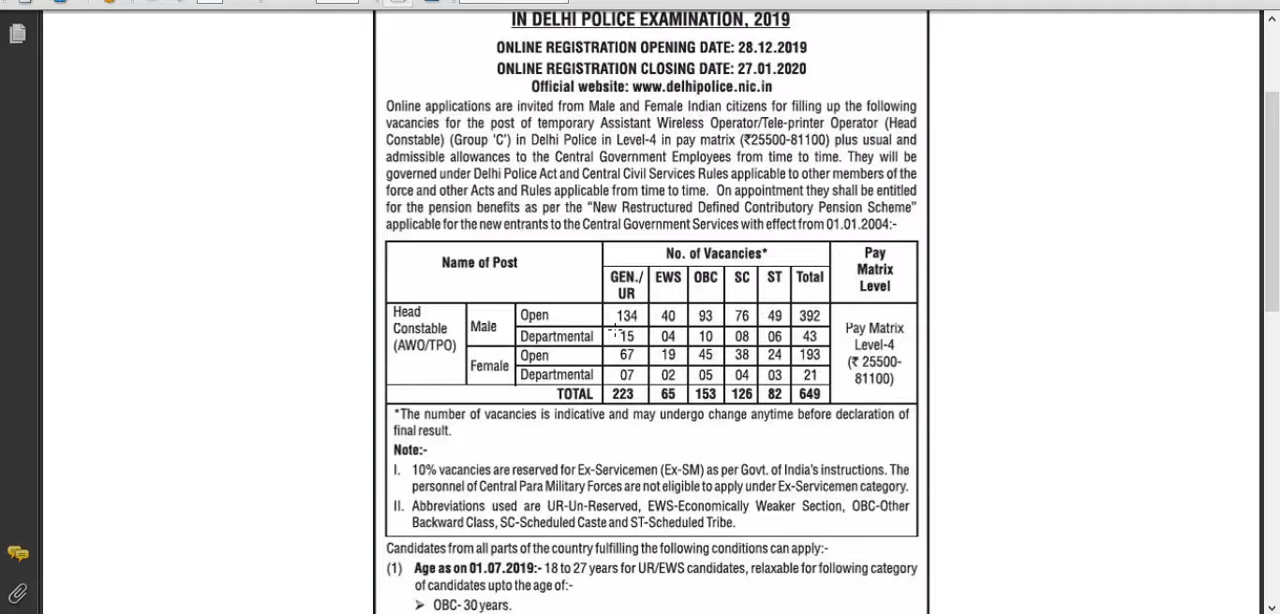 IN DELHI POLICE EXAMINATION, 2019
ONLINE REGISTRATION OPENING DATE: 28.12.2019
ONLINE REGISTRATION CLOSING DATE: 27.01.2020
Official website: www.delhipolice.nic.in
Online applications are invited from Male and Female Indian citizens for filling up the following
vacancies for the post of temporary Assistant Wireless Operator/Tele-printer Operator (Head
Constable) (Group ‘C’) in Delhi Police in Level-4 in pay matrix (₹25500-81100) plus usual and
admissible allowances to the Central Government Employees from time to time. They will be
governed under Delhi Police Act and Central Civil Services Rules applicable to other members of the
force and other Acts and Rules applicable from time to time. On appointment they shall be entitled
for the pension benefits as per the “New Restructured Defined Contributory Pension Scheme”
applicable for the new entrants to the Central Government Services with effect from 01.01.2004:-
Name of Post No. of Vacancies* Pay Matrix Level
GEN./UR EWS OBC SC ST Total
Head Constable (AWO/TPO) Male Open 134 40 93 76 49 392 Pay Matrix Level-4 (₹ 25500-81100)
Departmental 15 04 10 08 06 43
Female Open 67 19 45 38 24 193
Departmental 07 02 05 04 03 21
TOTAL 223 65 153 126 82 649
*The number of vacancies is indicative and may undergo change anytime before declaration of
final result.
Note:-
I. 10% vacancies are reserved for Ex-Servicemen (Ex-SM) as per Govt. of India’s instructions. The
personnel of Central Para Military Forces are not eligible to apply under Ex-Servicemen category.
II. Abbreviations used are UR-Un-Reserved, EWS-Economically Weaker Section, OBC-Other
Backward Class, SC-Scheduled Caste and ST-Scheduled Tribe.
Candidates from all parts of the country fulfilling the following conditions can apply:-
(1) Age as on 01.07.2019:- 18 to 27 years for UR/EWS candidates, relaxable for following category
of candidates upto the age of:-
➢ OBC- 30 years.